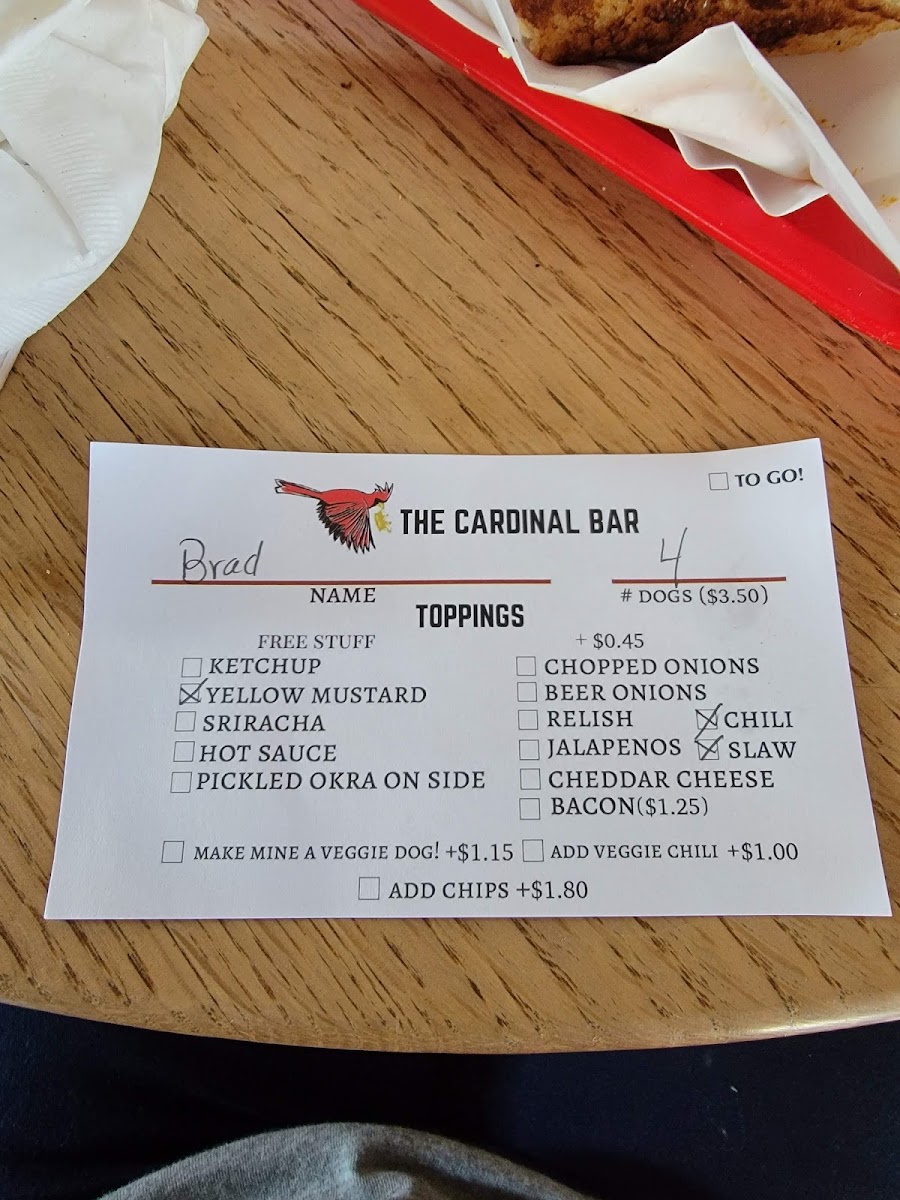 TO GO!
THE CARDINAL BAR
Brad 4
NAME # DOGS ($3.50)
TOPPINGS
FREE STUFF + $0.45
KETCHUP CHOPPED ONIONS
YELLOW MUSTARD BEER ONIONS
SRIRACHA RELISH CHILI
HOT SAUCE JALAPENOS SLAW
PICKLED OKRA ON SIDE CHEDDAR CHEESE
BACON($1.25)
MAKE MINE A VEGGIE DOG! +$1.15 ADD VEGGIE CHILI +$1.00
ADD CHIPS +$1.80